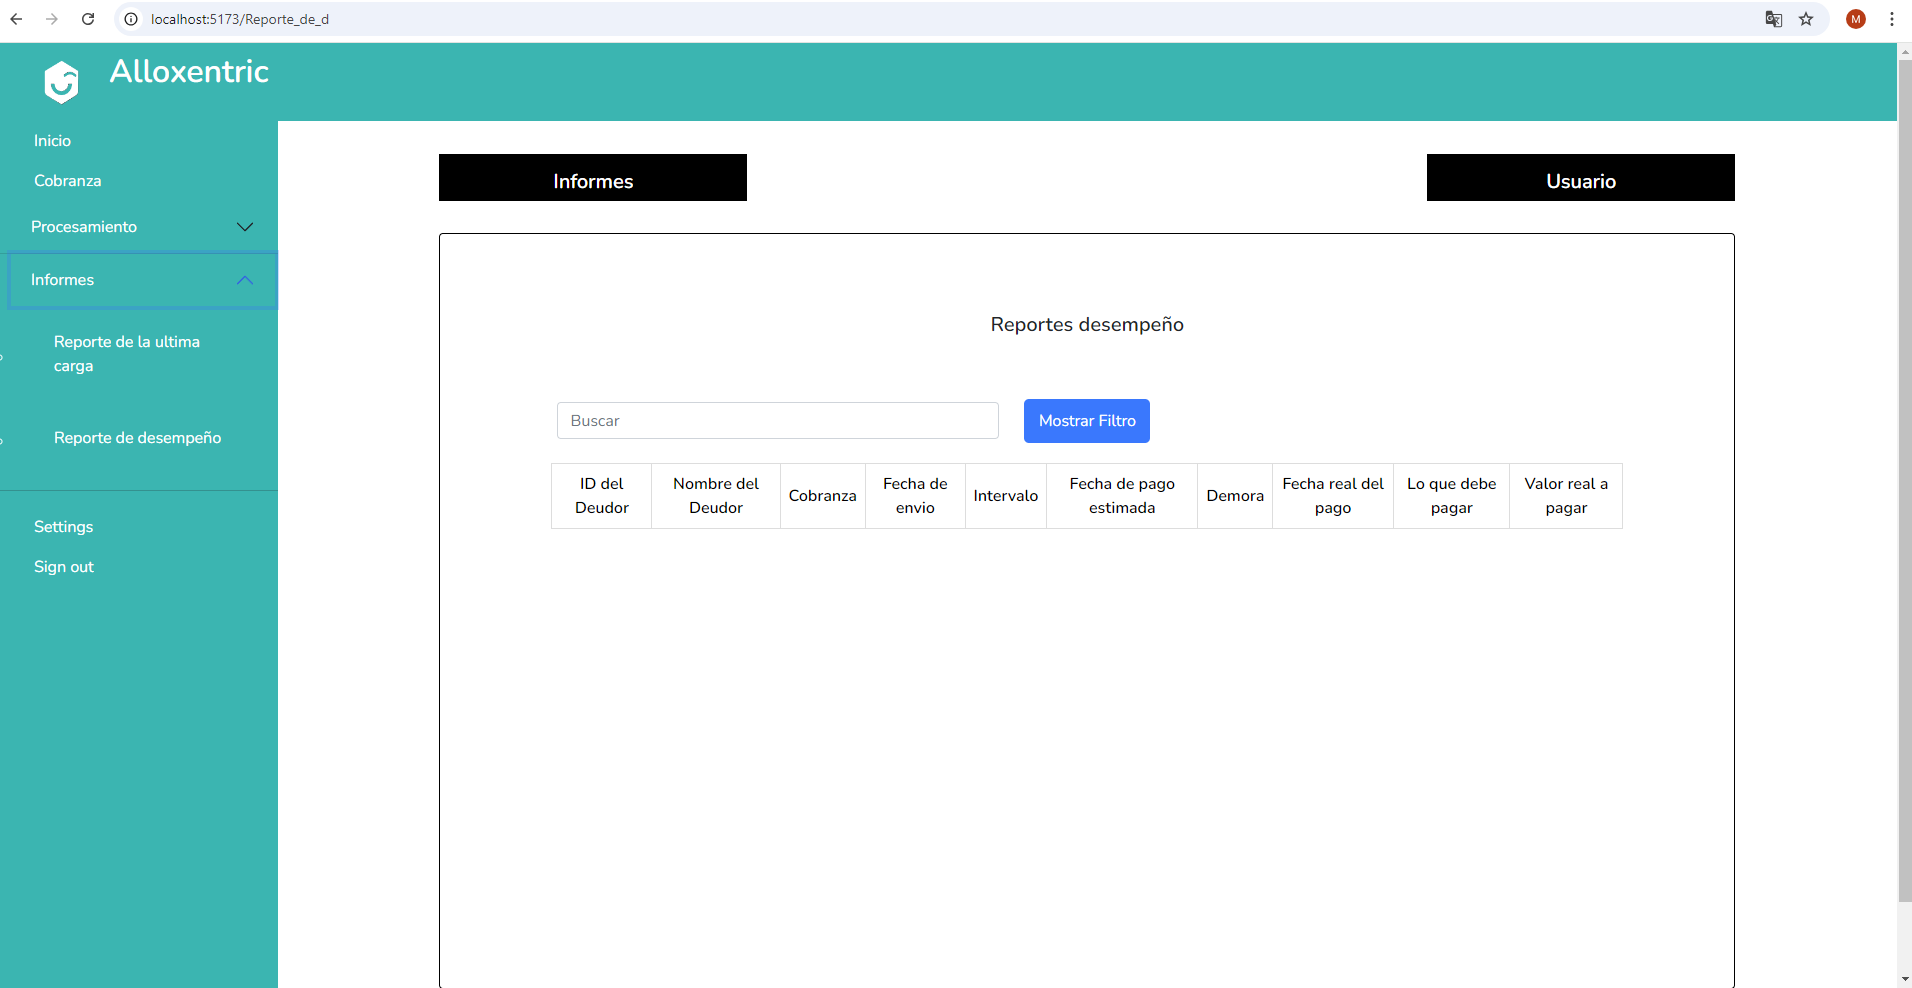 localhost:5173/Reporte_de_d
M
Alloxentric
Inicio
Cobranza
Procesamiento
Informes
Reporte de la ultima
carga
Reporte de desempeño
Settings
Sign out
Informes
Usuario
Reportes desempeño
Buscar
Mostrar Filtro
ID del
Deudor
Nombre del
Deudor
Cobranza
Fecha de
envio
Intervalo
Fecha de pago
estimada
Demora
Fecha real del
pago
Lo que debe
pagar
Valor real a
pagar